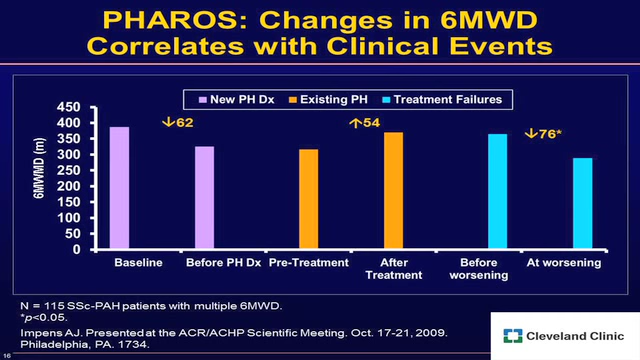 PHAROS: Changes in 6MWD
Correlates with Clinical Events
New PH Dx Existing PH Treatment Failures
450
400
350
300
250
200
150
100
50
0
6MWMD (m)
↓62
↑54
↓76*
Baseline
Before PH Dx
Pre-Treatment
After
Treatment
Before
worsening
At worsening
N = 115 SSc-PAH patients with multiple 6MWD.
*p<0.05.
Impens AJ. Presented at the ACR/ACHP Scientific Meeting. Oct. 17-21, 2009.
Philadelphia, PA. 1734.
16
Cleveland Clinic